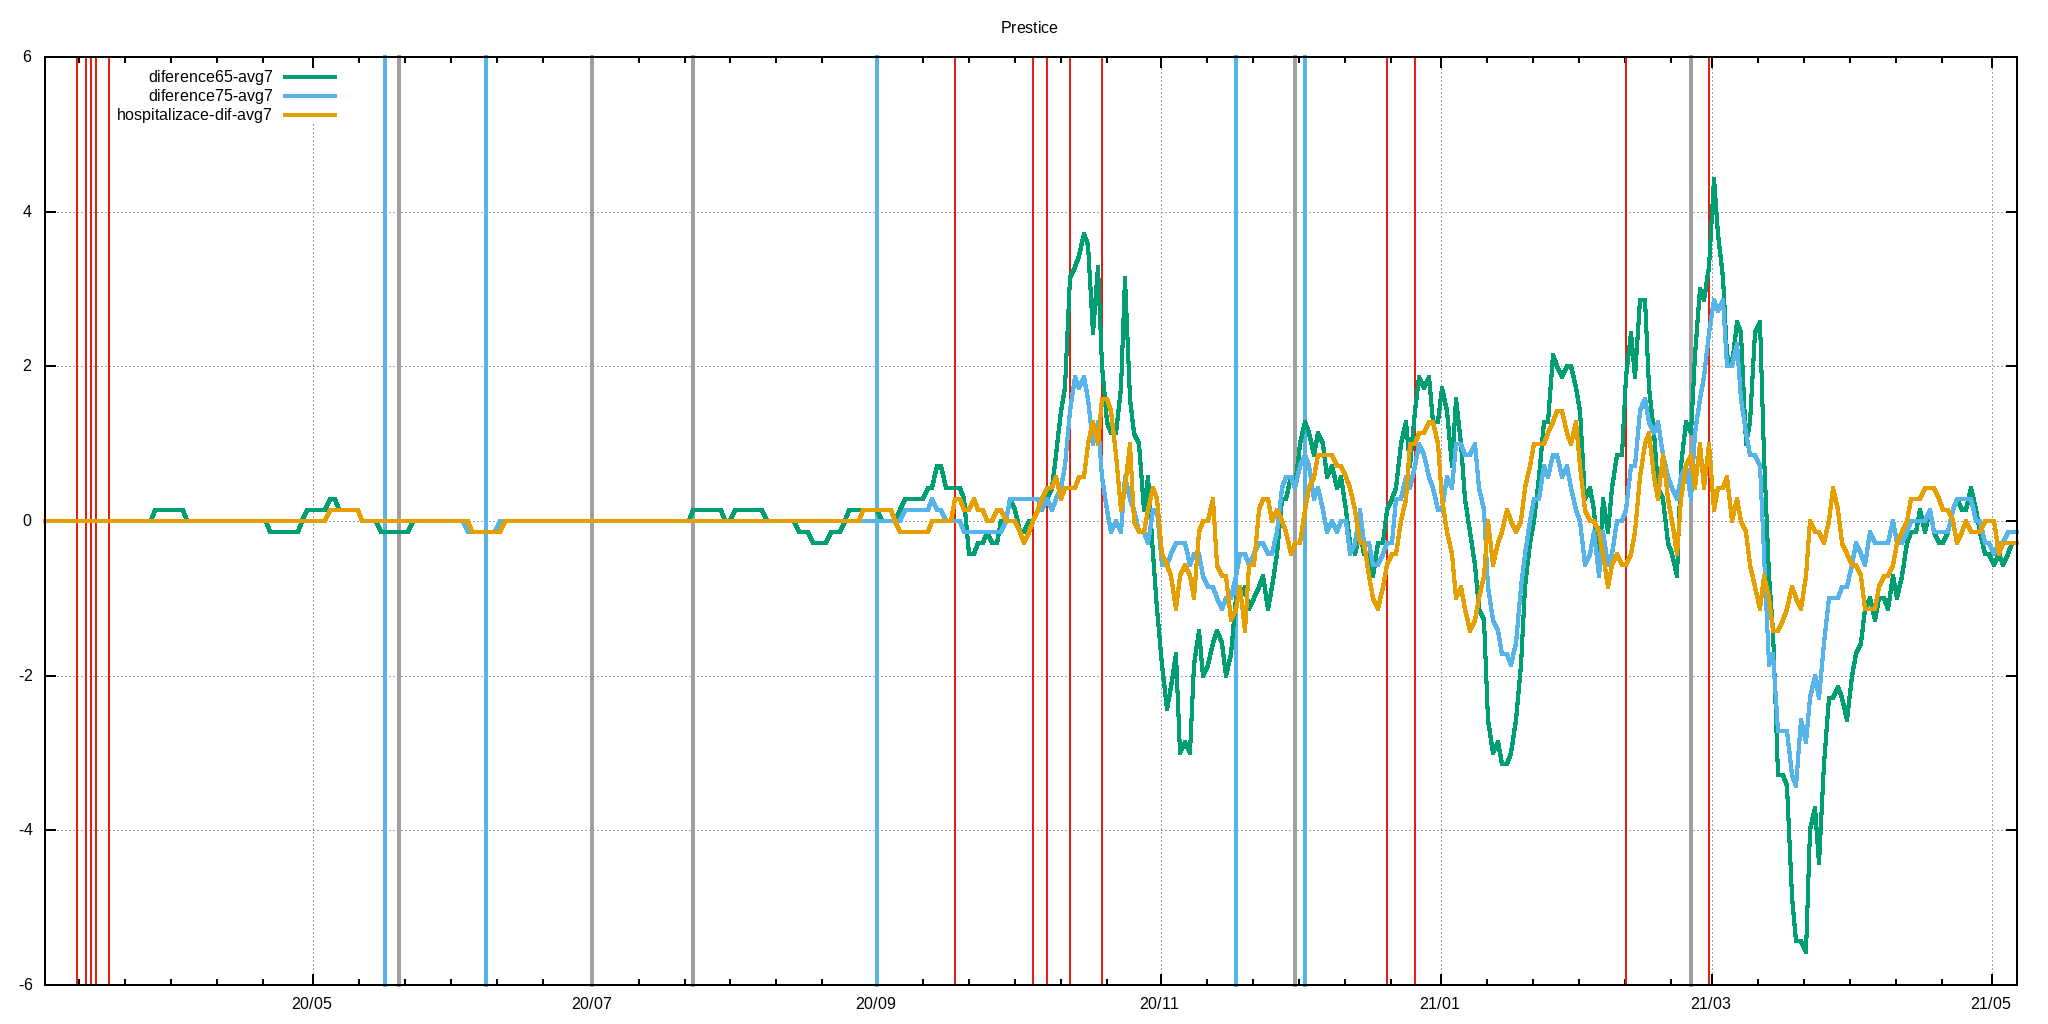 Prestice
6
diference65-avg7
diference75-avg7
hospitalizace-dif-avg7
4
2
0
-2
-4
-6
20/05 20/07 20/09 20/11 21/01 21/03 21/05